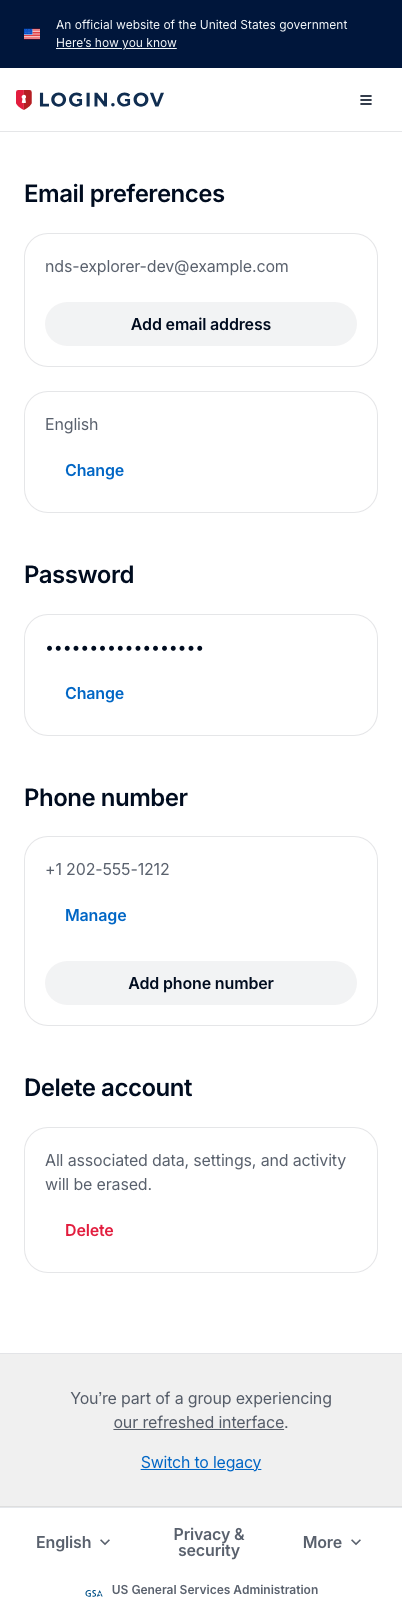 An official website of the United States government
Here’s how you know
LOGIN.GOV
Email preferences
nds-explorer-dev@example.com
Add email address
English
Change
Password
••••••••••••••••••
Change
Phone number
+1 202-555-1212
Manage
Add phone number
Delete account
All associated data, settings, and activity
will be erased.
Delete
You’re part of a group experiencing
our refreshed interface.
Switch to legacy
English
Privacy &
security
More
GSA US General Services Administration